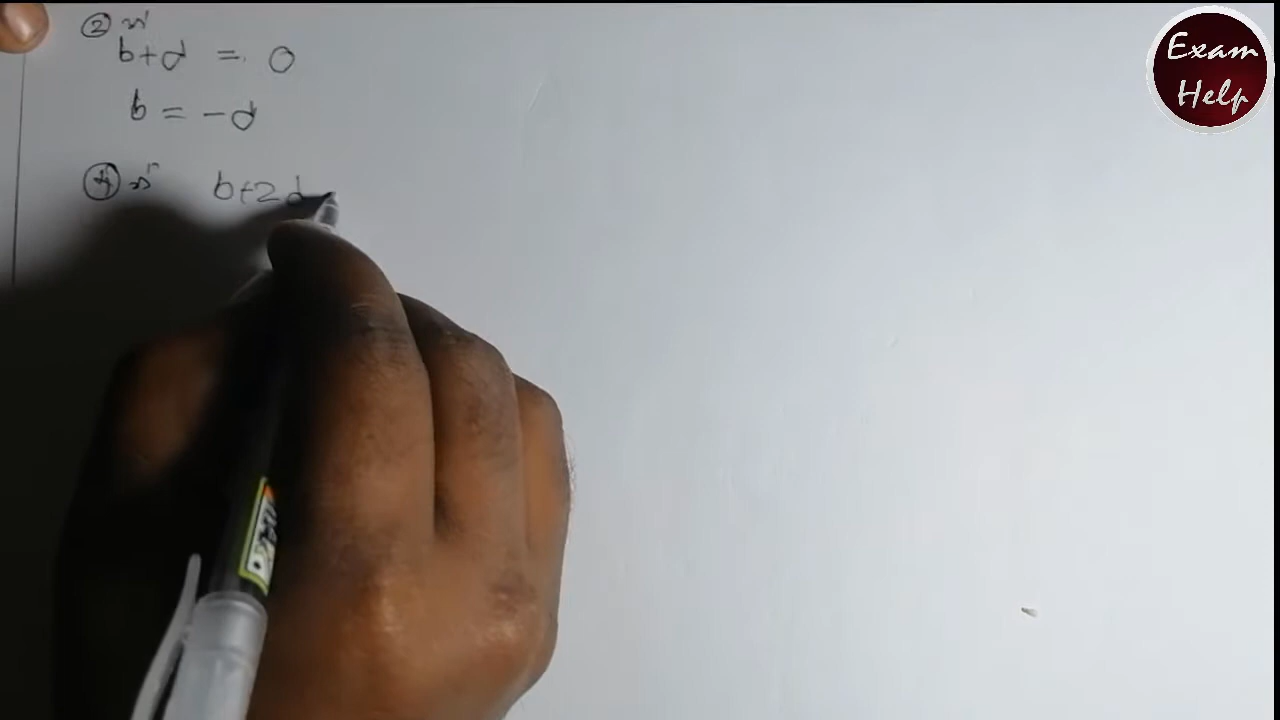 ②
b+d = 0
b = -d
④ b+2d
Exam
Help